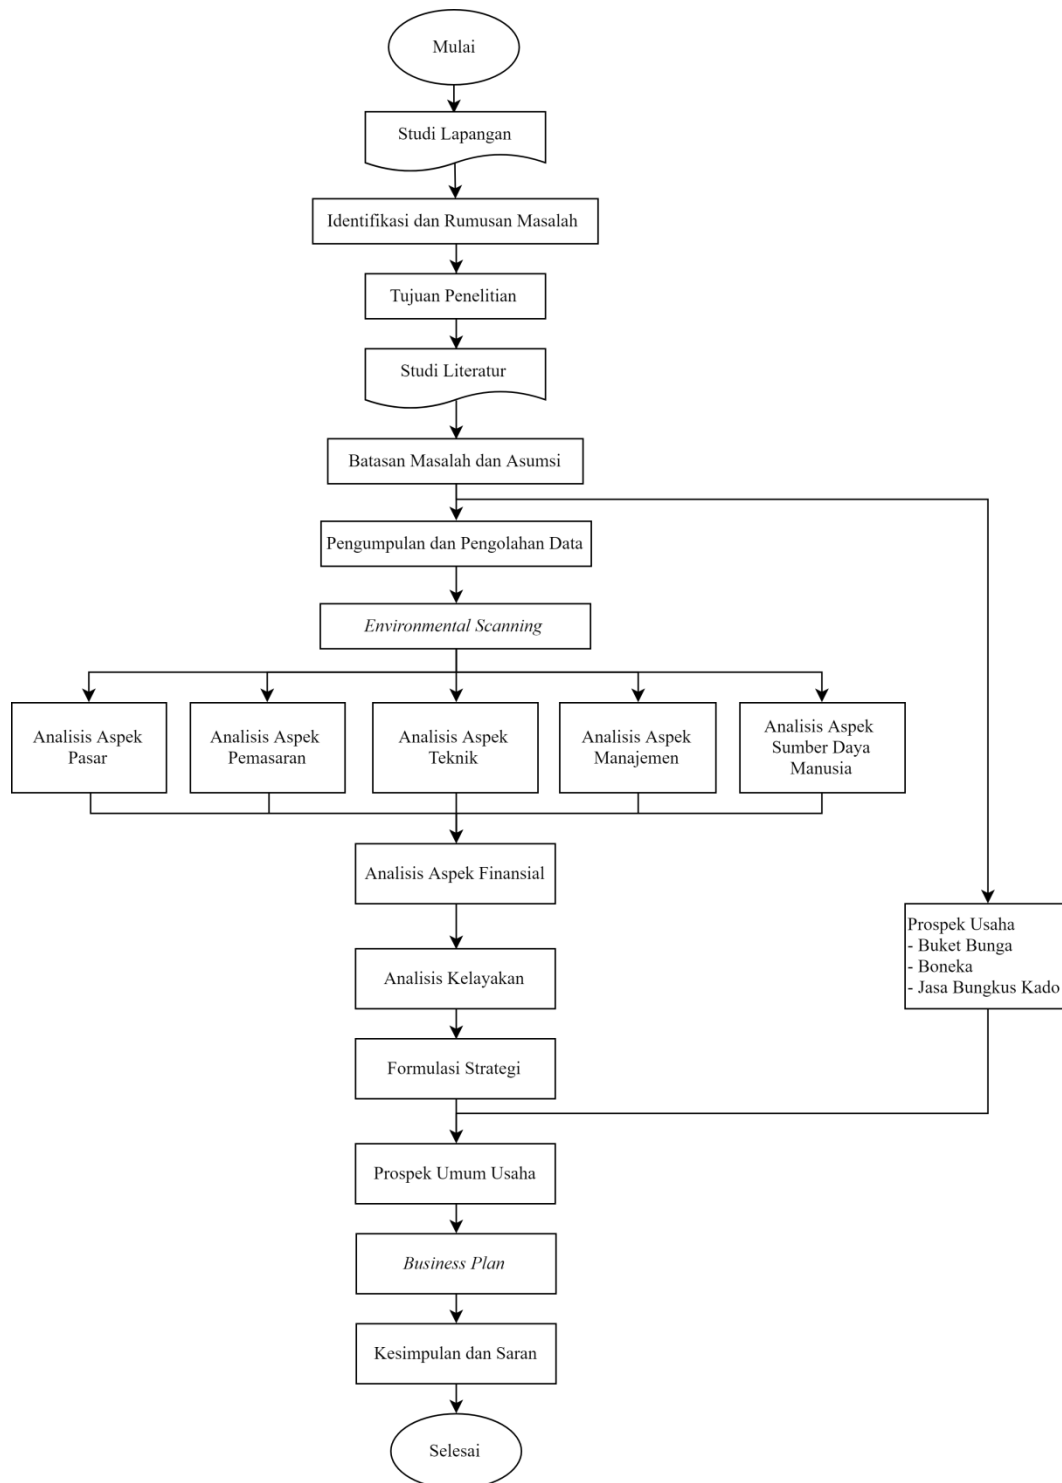 Mulai
Studi Lapangan
Identifikasi dan Rumusan Masalah
Tujuan Penelitian
Studi Literatur
Batasan Masalah dan Asumsi
Pengumpulan dan Pengolahan Data
Environmental Scanning
Analisis Aspek
Pasar
Analisis Aspek
Pemasaran
Analisis Aspek
Teknik
Analisis Aspek
Manajemen
Analisis Aspek
Sumber Daya
Manusia
Analisis Aspek Finansial
Prospek Usaha
- Buket Bunga
- Boneka
- Jasa Bungkus Kado
Analisis Kelayakan
Formulasi Strategi
Prospek Umum Usaha
Business Plan
Kesimpulan dan Saran
Selesai